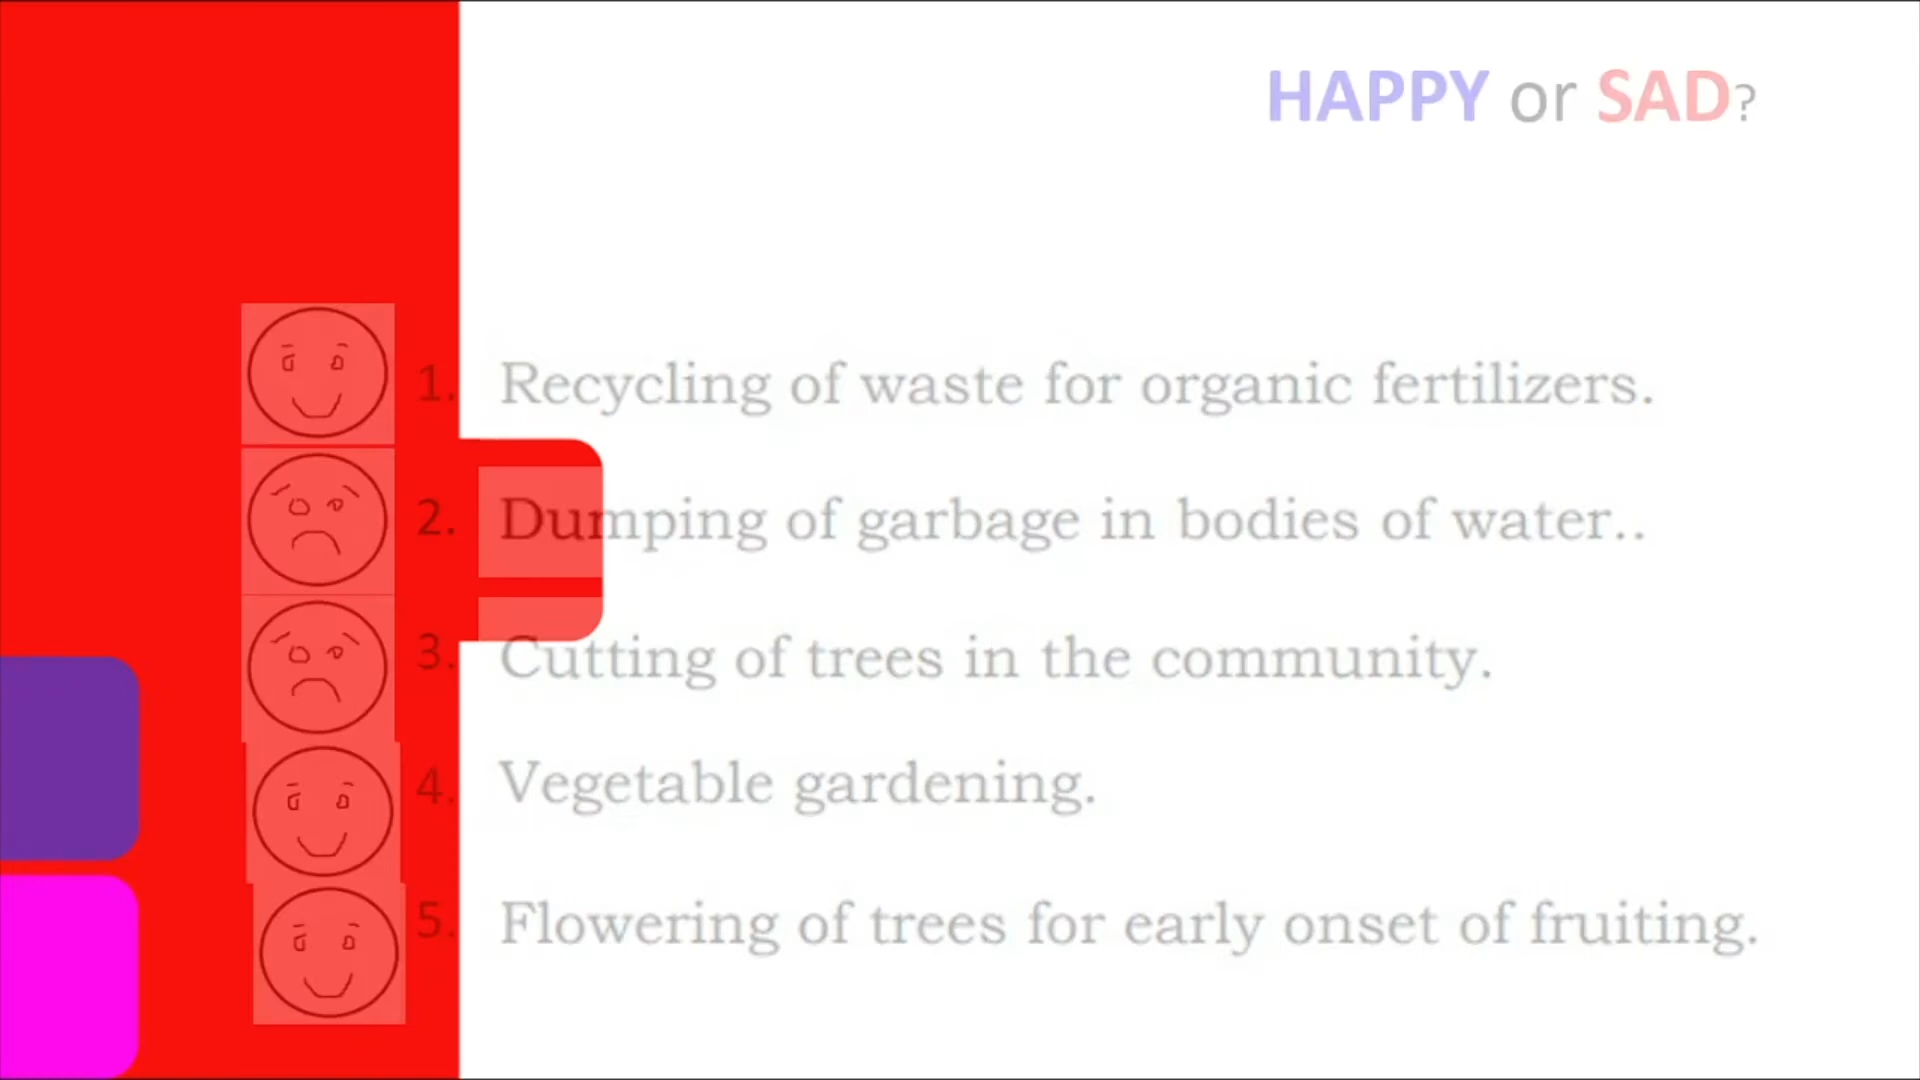 HAPPY or SAD?
1. Recycling of waste for organic fertilizers.
2. Dumping of garbage in bodies of water..
3. Cutting of trees in the community.
4. Vegetable gardening.
5. Flowering of trees for early onset of fruiting.